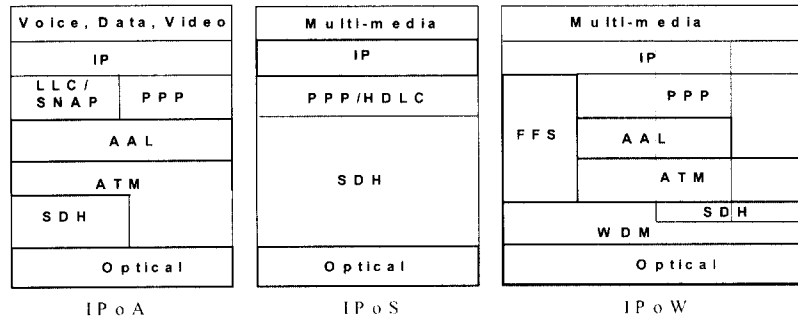 Voice, Data, Video
IP
LLC/
SNAP
PPP
AAL
ATM
SDH
Optical
IPoA
Multi-media
IP
PPP/HDLC
SDH
Optical
IPoS
Multi-media
IP
FFS
PPP
AAL
ATM
SDH
WDM
Optical
IPoW